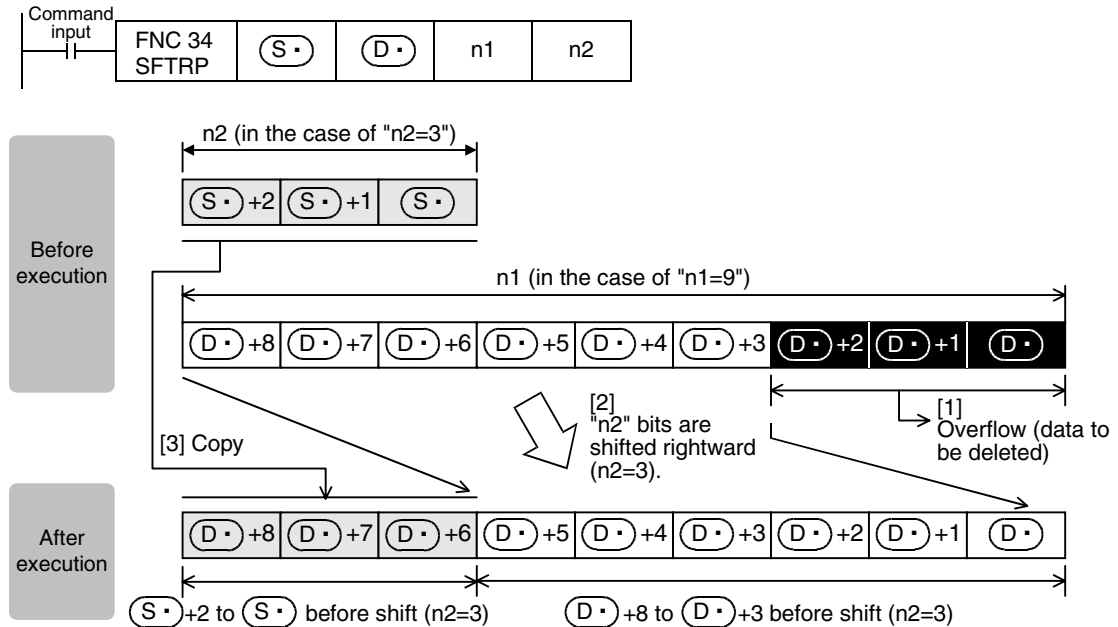 Command
input
FNC 34
SFTRP
S· D· n1 n2
n2 (in the case of "n2=3")
S· +2 S· +1 S·
Before
execution
n1 (in the case of "n1=9")
D· +8 D· +7 D· +6 D· +5 D· +4 D· +3 D· +2 D· +1 D·
[1]
Overflow (data to
be deleted)
[2]
"n2" bits are
shifted rightward
(n2=3).
[3] Copy
After
execution
D· +8 D· +7 D· +6 D· +5 D· +4 D· +3 D· +2 D· +1 D·
S· +2 to S· before shift (n2=3)
D· +8 to D· +3 before shift (n2=3)